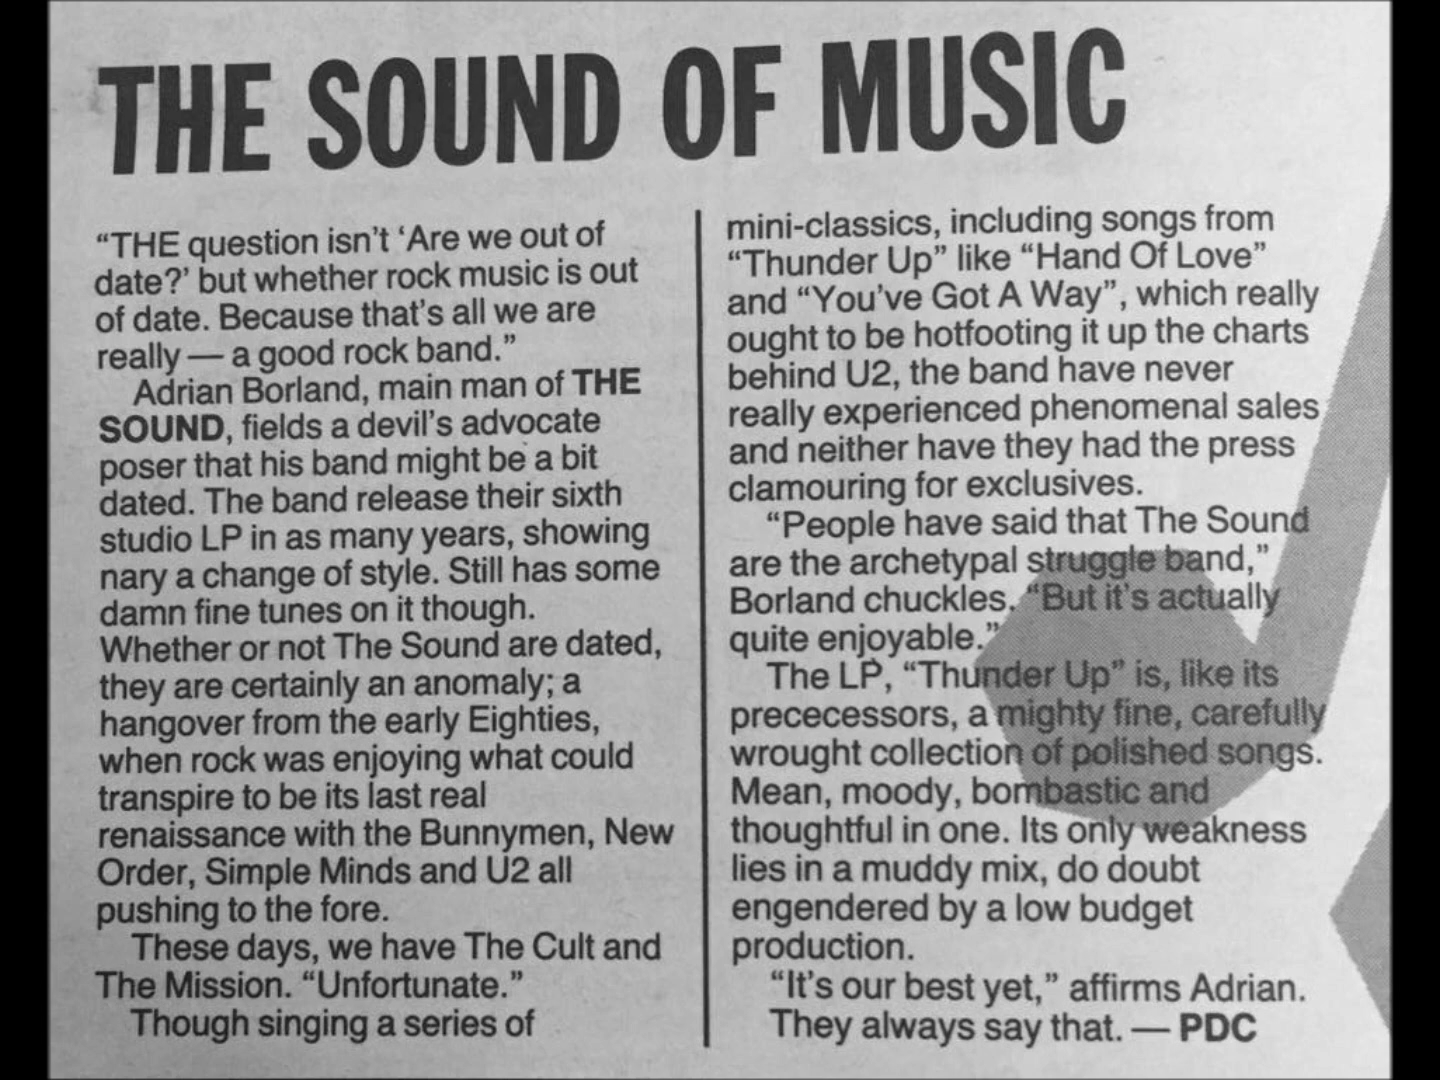 THE SOUND OF MUSIC
“THE question isn’t ‘Are we out of
date?’ but whether rock music is out
of date. Because that’s all we are
really — a good rock band.”
Adrian Borland, main man of THE
SOUND, fields a devil’s advocate
poser that his band might be a bit
dated. The band release their sixth
studio LP in as many years, showing
nary a change of style. Still has some
damn fine tunes on it though.
Whether or not The Sound are dated,
they are certainly an anomaly; a
hangover from the early Eighties,
when rock was enjoying what could
transpire to be its last real
renaissance with the Bunnymen, New
Order, Simple Minds and U2 all
pushing to the fore.
These days, we have The Cult and
The Mission. “Unfortunate.”
Though singing a series of
mini-classics, including songs from
“Thunder Up” like “Hand Of Love”
and “You’ve Got A Way”, which really
ought to be hotfooting it up the charts
behind U2, the band have never
really experienced phenomenal sales
and neither have they had the press
clamouring for exclusives.
“People have said that The Sound
are the archetypal struggle band,”
Borland chuckles. “But it’s actually
quite enjoyable.”
The LP, “Thunder Up” is, like its
prececessors, a mighty fine, carefully
wrought collection of polished songs.
Mean, moody, bombastic and
thoughtful in one. Its only weakness
lies in a muddy mix, do doubt
engendered by a low budget
production.
“It’s our best yet,” affirms Adrian.
They always say that. — PDC